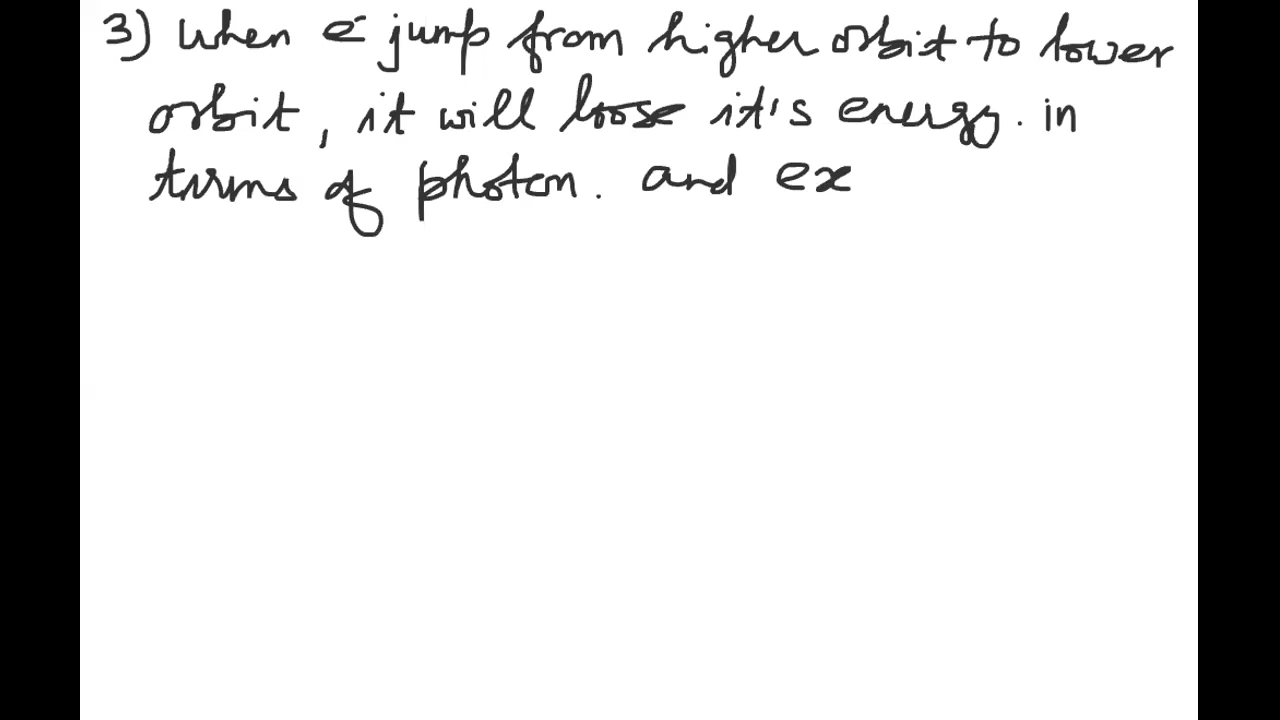 3) When e⁻ jump from higher orbit to lower
orbit, it will loose it's energy. in
terms of photon. and ex